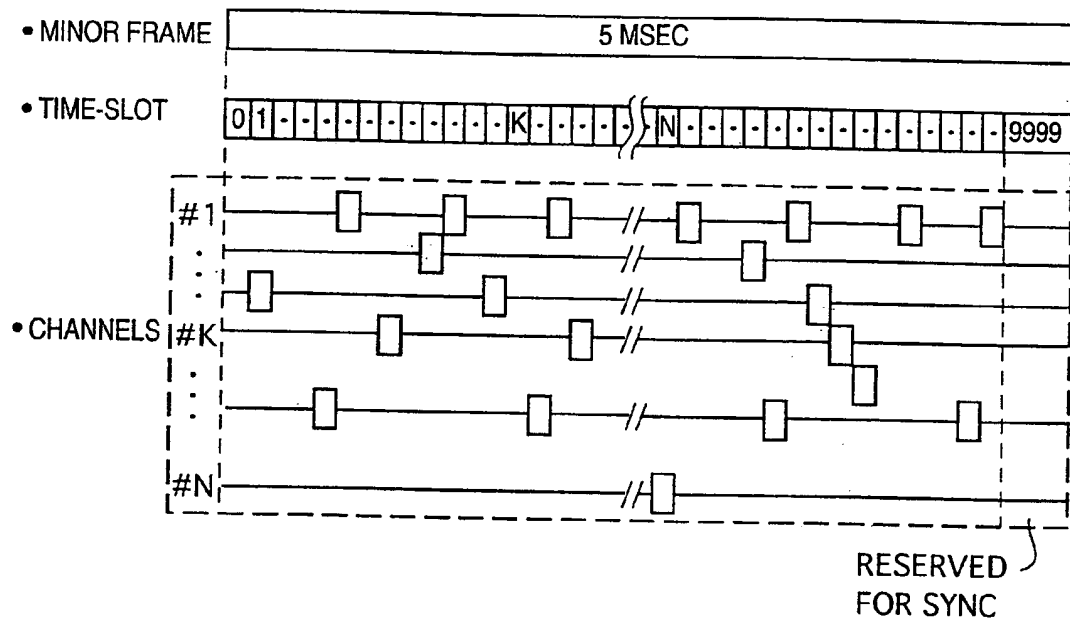 • MINOR FRAME 5 MSEC
• TIME-SLOT 0 1 - - - - - - - - - - - - - K - - - - - - N - - - - - - - - - - - - - - - - - - 9999
#1
• CHANNELS #K
#N
RESERVED
FOR SYNC